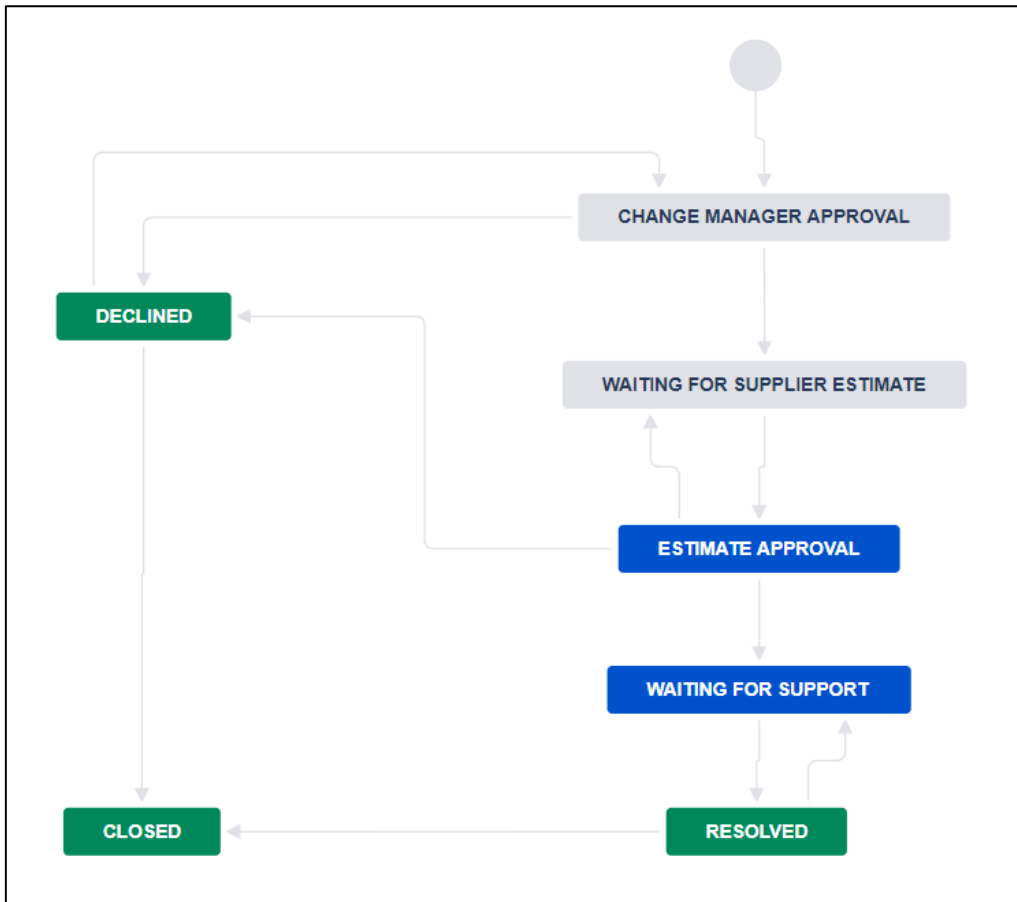 CHANGE MANAGER APPROVAL
DECLINED
WAITING FOR SUPPLIER ESTIMATE
ESTIMATE APPROVAL
WAITING FOR SUPPORT
CLOSED
RESOLVED